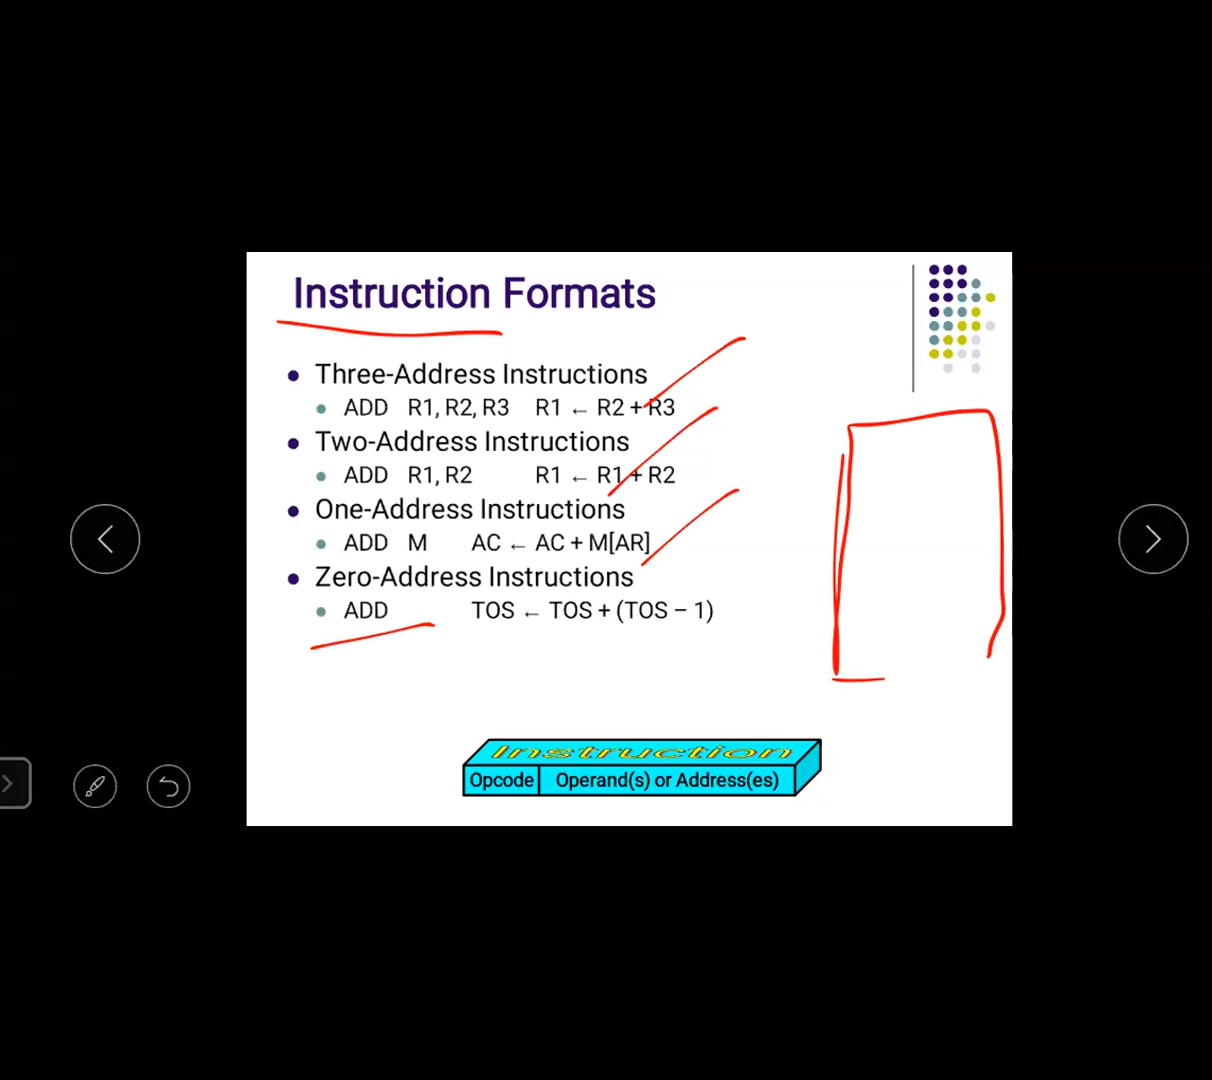 Instruction Formats
Three-Address Instructions
ADD R1, R2, R3 R1 ← R2 + R3
Two-Address Instructions
ADD R1, R2 R1 ← R1 + R2
One-Address Instructions
ADD M AC ← AC + M[AR]
Zero-Address Instructions
ADD TOS ← TOS + (TOS – 1)
Instruction
Opcode Operand(s) or Address(es)